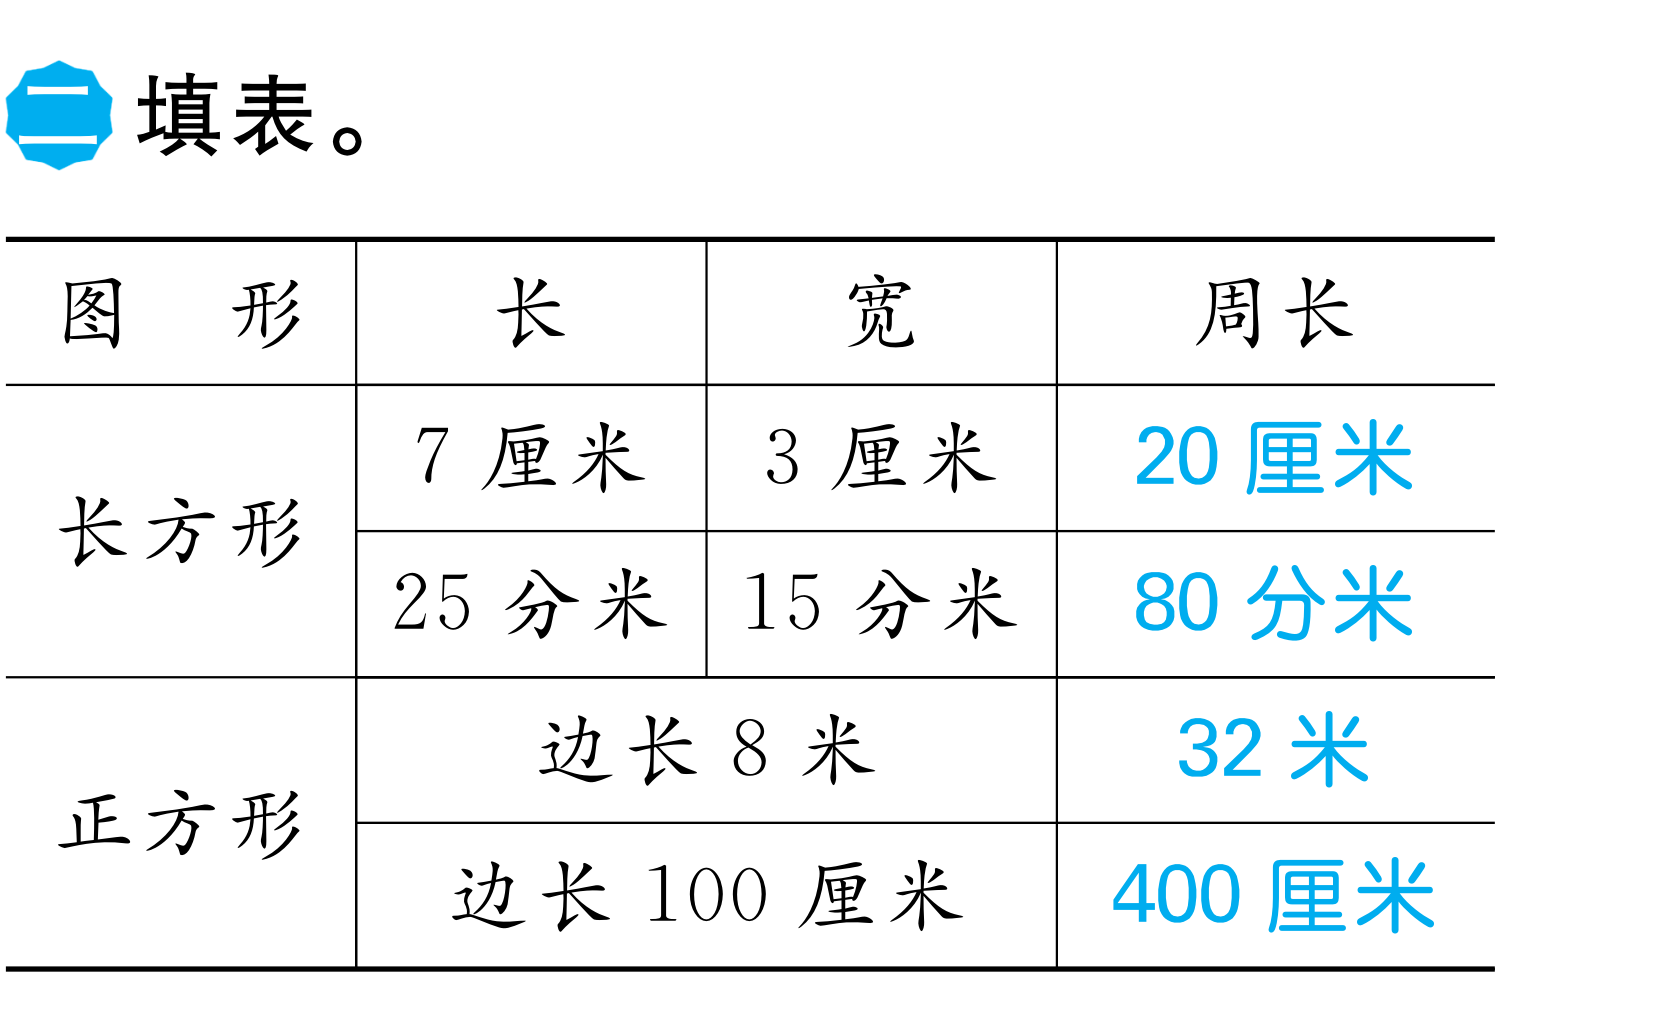 二 填表。
图 形 长 宽 周长
长方形 7 厘米 3 厘米 20 厘米
25 分米 15 分米 80 分米
正方形 边长 8 米 32 米
边长 100 厘米 400 厘米